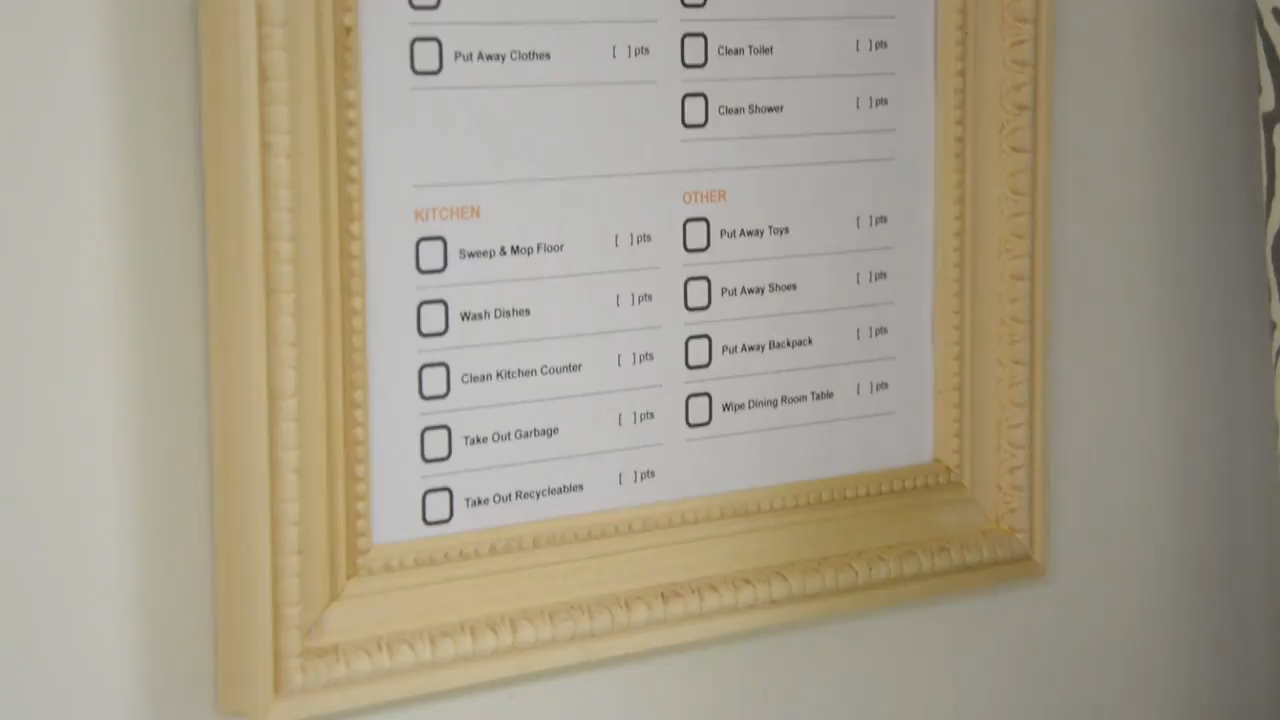 Put Away Clothes [ ] pts
Clean Toilet [ ] pts
Clean Shower [ ] pts
KITCHEN
Sweep & Mop Floor [ ] pts
Wash Dishes [ ] pts
Clean Kitchen Counter [ ] pts
Take Out Garbage [ ] pts
Take Out Recycleables [ ] pts
OTHER
Put Away Toys [ ] pts
Put Away Shoes [ ] pts
Put Away Backpack [ ] pts
Wipe Dining Room Table [ ] pts